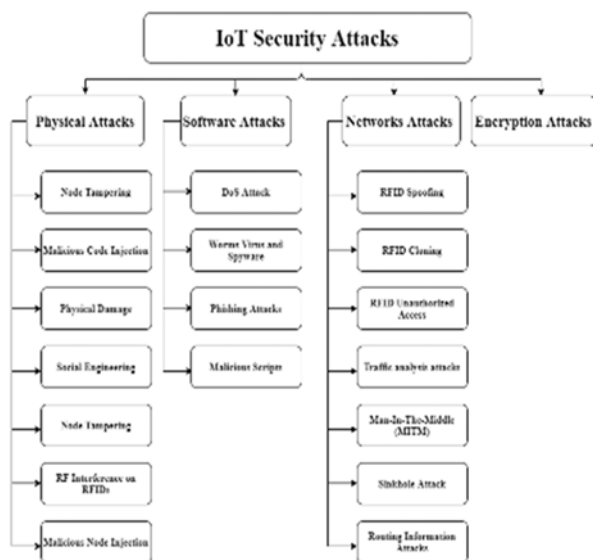 IoT Security Attacks
Physical Attacks
Software Attacks
Networks Attacks
Encryption Attacks
Node Tampering
Malicious Code Injection
Physical Damage
Social Engineering
Node Tampering
RF Interference on
RFIDs
Malicious Node Injection
DoS Attack
Worms Virus and
Spyware
Phishing Attacks
Malicious Scripts
RFID Spoofing
RFID Cloning
RFID Unauthorized
Access
Traffic analysis attacks
Man-In-The-Middle
(MITM)
Sinkhole Attack
Routing Information
Attacks